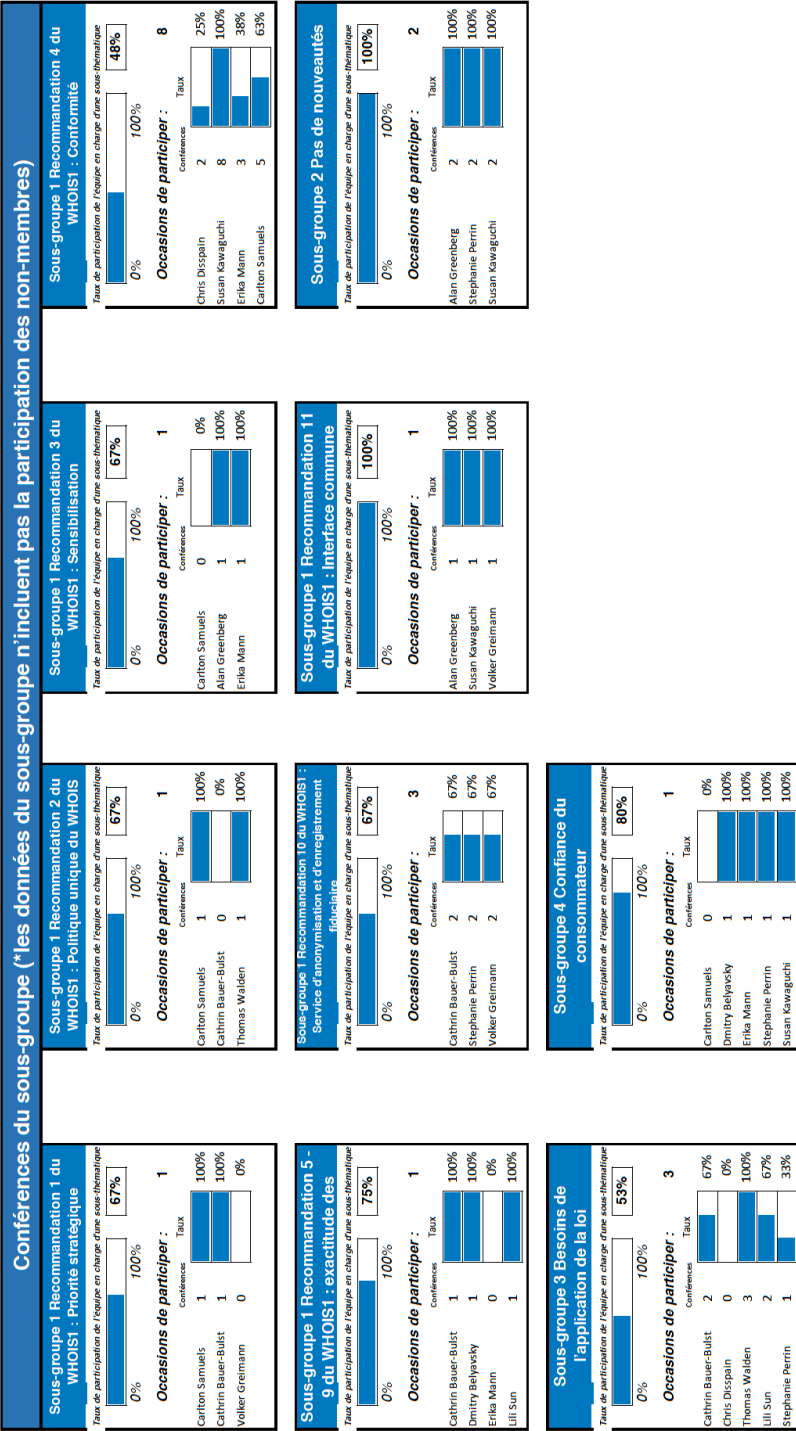 Conférences du sous-groupe (*les données du sous-groupe n'incluent pas la participation des non-membres)
Sous-groupe 1 Recommandation 1 du
WHOIS1 : Priorité stratégique
Taux de participation de l'équipe en charge d'une sous-thématique
67%
0% 100%
Occasions de participer : 1
Conférences Taux
Carlton Samuels 1 100%
Cathrin Bauer-Bulst 1 100%
Volker Greimann 0 0%
Sous-groupe 1 Recommandation 2 du
WHOIS1 : Politique unique du WHOIS
Taux de participation de l'équipe en charge d'une sous-thématique
67%
0% 100%
Occasions de participer : 1
Conférences Taux
Carlton Samuels 1 100%
Cathrin Bauer-Bulst 0 0%
Thomas Walden 1 100%
Sous-groupe 1 Recommandation 3 du
WHOIS1 : Sensibilisation
Taux de participation de l'équipe en charge d'une sous-thématique
67%
0% 100%
Occasions de participer : 1
Conférences Taux
Carlton Samuels 0 0%
Alan Greenberg 1 100%
Erika Mann 1 100%
Sous-groupe 1 Recommandation 4 du
WHOIS1 : Conformité
Taux de participation de l'équipe en charge d'une sous-thématique
48%
0% 100%
Occasions de participer : 8
Conférences Taux
Chris Disspain 2 25%
Susan Kawaguchi 8 100%
Erika Mann 3 38%
Carlton Samuels 5 63%
Sous-groupe 1 Recommandation 5 -
9 du WHOIS1 : exactitude des
Taux de participation de l'équipe en charge d'une sous-thématique
75%
0% 100%
Occasions de participer : 1
Conférences Taux
Cathrin Bauer-Bulst 1 100%
Dmitry Belyavsky 1 100%
Erika Mann 0 0%
Lili Sun 1 100%
Sous-groupe 1 Recommandation 10 du WHOIS1 :
Service d'anonymisation et d'enregistrement
fiduciaire
Taux de participation de l'équipe en charge d'une sous-thématique
67%
0% 100%
Occasions de participer : 3
Conférences Taux
Cathrin Bauer-Bulst 2 67%
Stephanie Perrin 2 67%
Volker Greimann 2 67%
Sous-groupe 1 Recommandation 11
du WHOIS1 : Interface commune
Taux de participation de l'équipe en charge d'une sous-thématique
100%
0% 100%
Occasions de participer : 1
Conférences Taux
Alan Greenberg 1 100%
Susan Kawaguchi 1 100%
Volker Greimann 1 100%
Sous-groupe 2 Pas de nouveautés
Taux de participation de l'équipe en charge d'une sous-thématique
100%
0% 100%
Occasions de participer : 2
Conférences Taux
Alan Greenberg 2 100%
Stephanie Perrin 2 100%
Susan Kawaguchi 2 100%
Sous-groupe 3 Besoins de
l'application de la loi
Taux de participation de l'équipe en charge d'une sous-thématique
53%
0% 100%
Occasions de participer : 3
Conférences Taux
Cathrin Bauer-Bulst 2 67%
Chris Disspain 0 0%
Thomas Walden 3 100%
Lili Sun 2 67%
Stephanie Perrin 1 33%
Sous-groupe 4 Confiance du
consommateur
Taux de participation de l'équipe en charge d'une sous-thématique
80%
0% 100%
Occasions de participer : 1
Conférences Taux
Carlton Samuels 0 0%
Dmitry Belyavsky 1 100%
Erika Mann 1 100%
Stephanie Perrin 1 100%
Susan Kawaguchi 1 100%